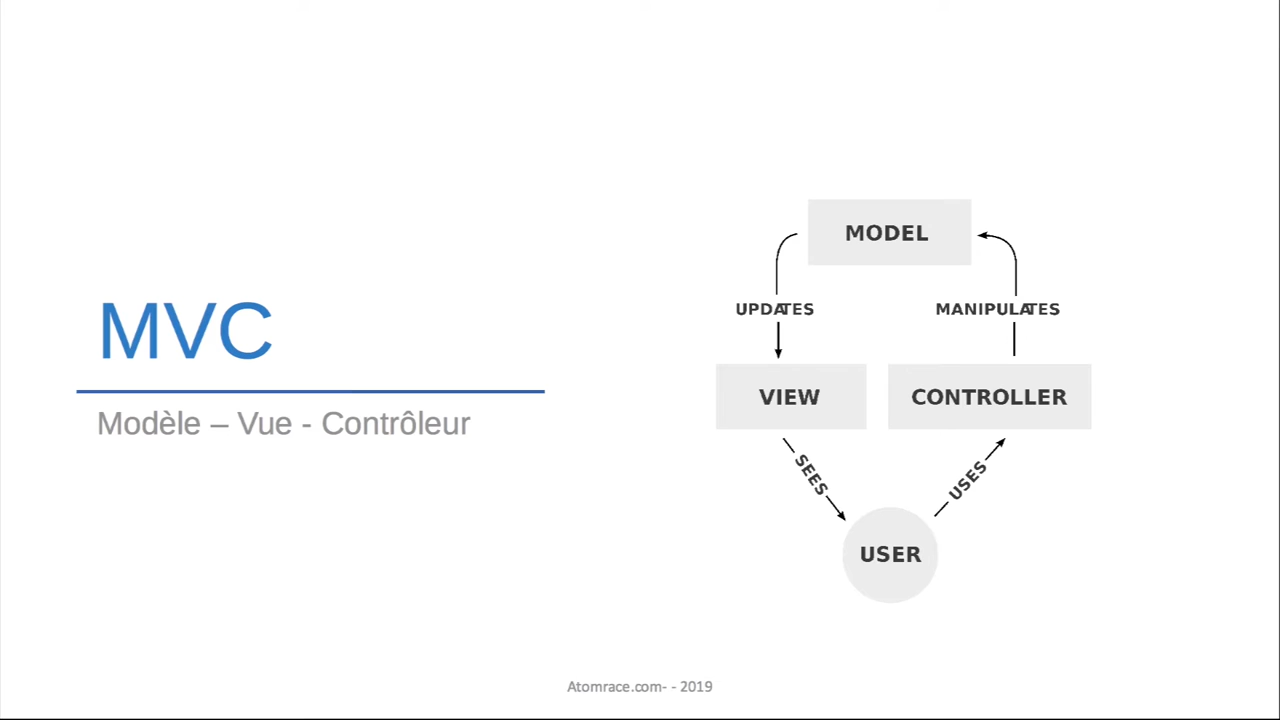 MVC
Modèle – Vue - Contrôleur
MODEL
UPDATES
MANIPULATES
VIEW
CONTROLLER
SEES
USES
USER
Atomrace.com- - 2019